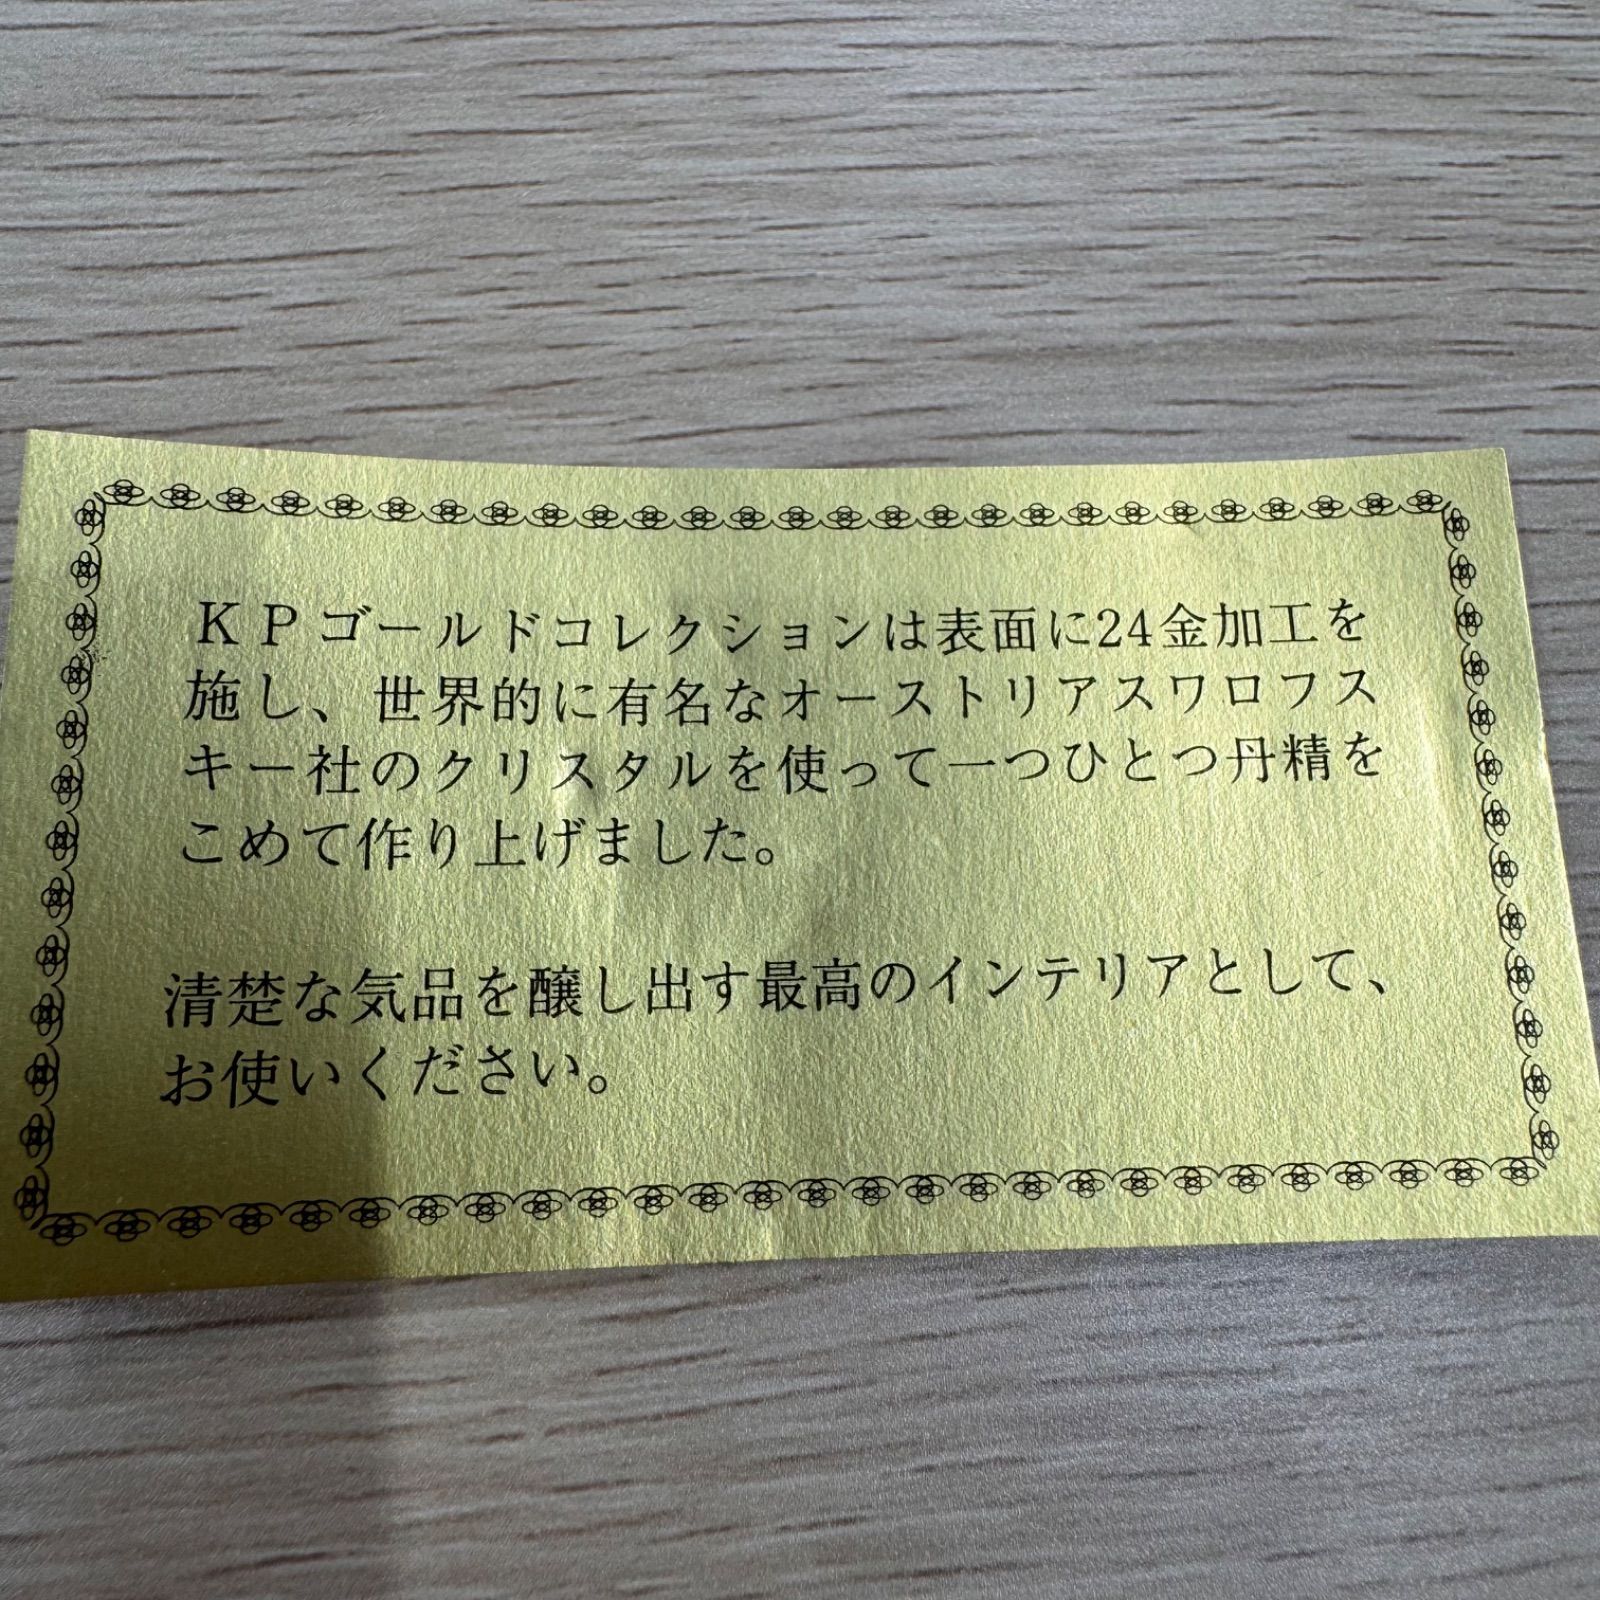 ＫＰゴールドコレクションは表面に24金加工を
施し、世界的に有名なオーストリアスワロフス
キー社のクリスタルを使って一つひとつ丹精を
こめて作り上げました。
清楚な気品を醸し出す最高のインテリアとして、
お使いください。